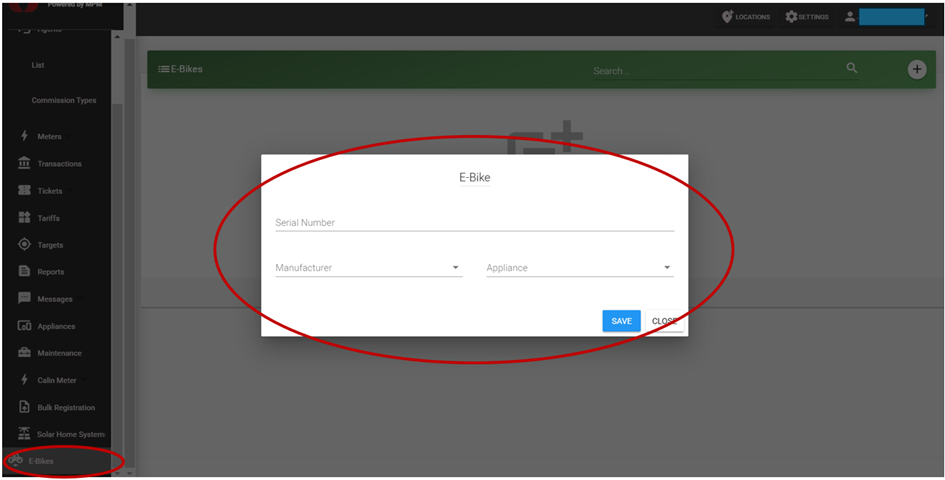 Powered by MPM
LOCATIONS
SETTINGS
Agents
List
Commission Types
Meters
Transactions
Tickets
Tariffs
Targets
Reports
Messages
Appliances
Maintenance
Calin Meter
Bulk Registration
Solar Home System
E-Bikes
E-Bikes
Search ...
E-Bike
Serial Number
Manufacturer
Appliance
SAVE
CLOSE